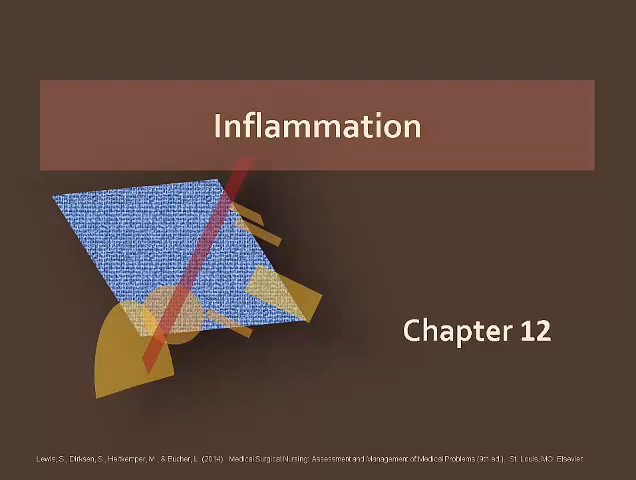 Inflammation
Chapter 12
Lewis, S., Dirksen, S., Heitkemper, M., & Bucher, L. (2014). Medical Surgical Nursing: Assessment and Management of Medical Problems (9th ed.). St. Louis, MO: Elsevier.